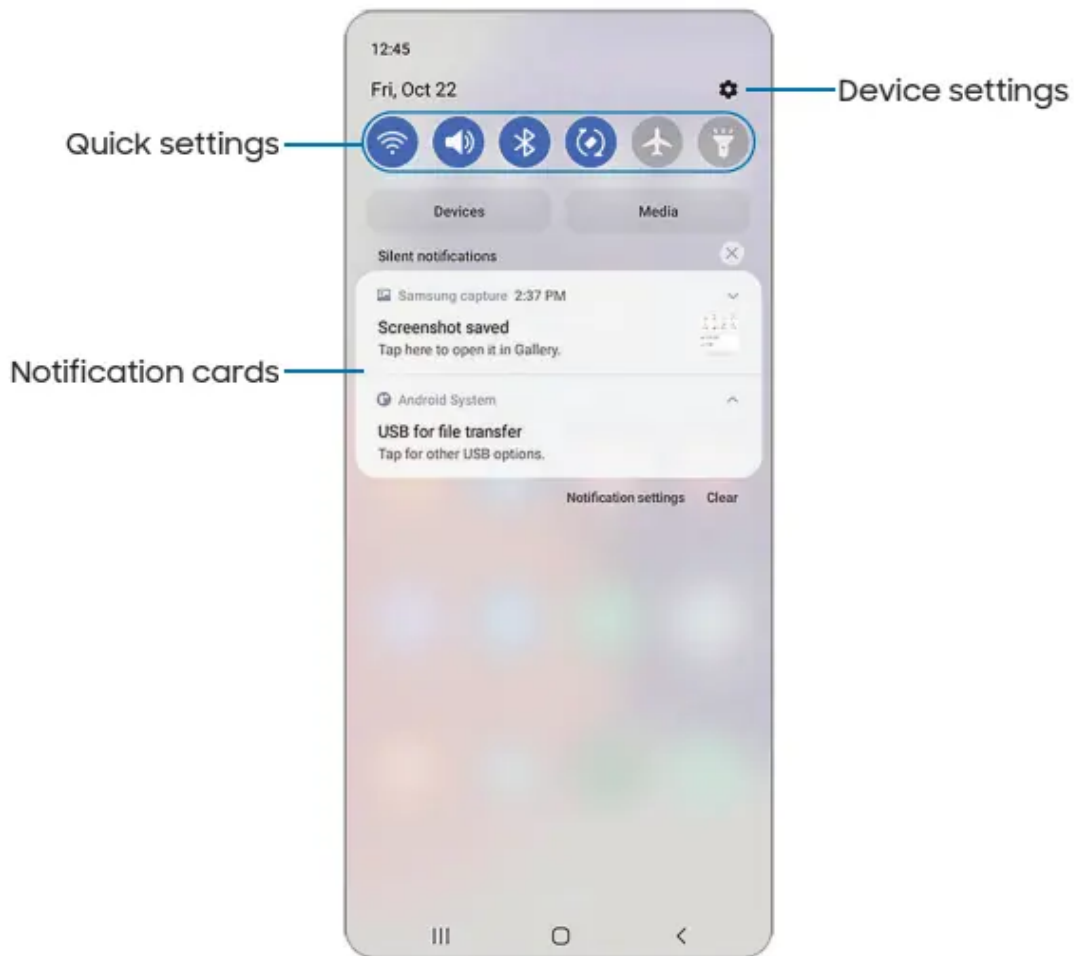 12:45
Fri, Oct 22
Device settings
Quick settings
Devices
Media
Silent notifications
Samsung capture 2:37 PM
Screenshot saved
Tap here to open it in Gallery.
Notification cards
Android System
USB for file transfer
Tap for other USB options.
Notification settings
Clear